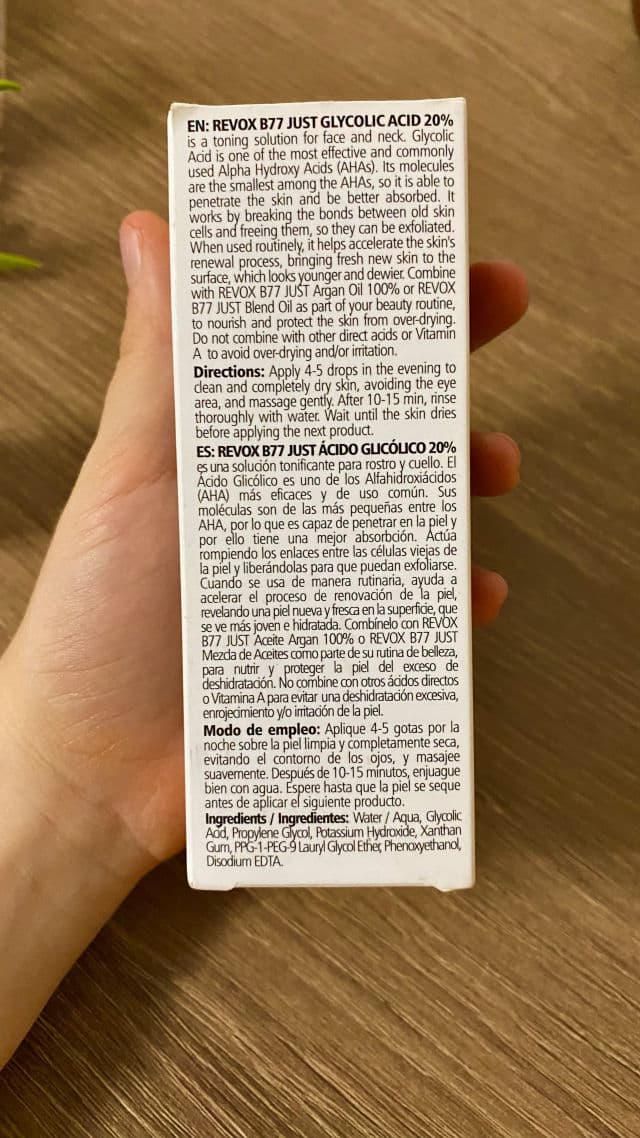 EN: REVOX B77 JUST GLYCOLIC ACID 20%
is a toning solution for face and neck. Glycolic
Acid is one of the most effective and commonly
used Alpha Hydroxy Acids (AHAs). Its molecules
are the smallest among the AHAs, so it is able to
penetrate the skin and be better absorbed. It
works by breaking the bonds between old skin
cells and freeing them, so they can be exfoliated.
When used routinely, it helps accelerate the skin's
renewal process, bringing fresh new skin to the
surface, which looks younger and dewier. Combine
with REVOX B77 JUST Argan Oil 100% or REVOX
B77 JUST Blend Oil as part of your beauty routine,
to nourish and protect the skin from over-drying.
Do not combine with other direct acids or Vitamin
A to avoid over-drying and/or irritation.
Directions: Apply 4-5 drops in the evening to
clean and completely dry skin, avoiding the eye
area, and massage gently. After 10-15 min, rinse
thoroughly with water. Wait until the skin dries
before applying the next product.
ES: REVOX B77 JUST ÁCIDO GLICÓLICO 20%
es una solución tonificante para rostro y cuello. El
Ácido Glicólico es uno de los Alfahidroxiácidos
(AHA) más eficaces y de uso común. Sus
moléculas son de las más pequeñas entre los
AHA, por lo que es capaz de penetrar en la piel y
por ello tiene una mejor absorbción. Actúa
rompiendo los enlaces entre las células viejas de
la piel y liberándolas para que puedan exfoliarse.
Cuando se usa de manera rutinaria, ayuda a
acelerar el proceso de renovación de la piel,
revelando una piel nueva y fresca en la superficie, que
se ve más joven e hidratada. Combínelo con REVOX
B77 JUST Aceite Argan 100% o REVOX B77 JUST
Mezcla de Aceites como parte de su rutina de belleza,
para nutrir y proteger la piel del exceso de
deshidratación. No combine con otros ácidos directos
o Vitamina A para evitar una deshidratación excesiva,
enrojecimiento y/o irritación de la piel.
Modo de empleo: Aplique 4-5 gotas por la
noche sobre la piel limpia y completamente seca,
evitando el contorno de los ojos, y masajee
suavemente. Después de 10-15 minutos, enjuague
bien con agua. Espere hasta que la piel se seque
antes de aplicar el siguiente producto.
Ingredients / Ingredientes: Water / Aqua, Glycolic
Acid, Propylene Glycol, Potassium Hydroxide, Xanthan
Gum, PPG-1-PEG-9 Lauryl Glycol Ether, Phenoxyethanol,
Disodium EDTA.